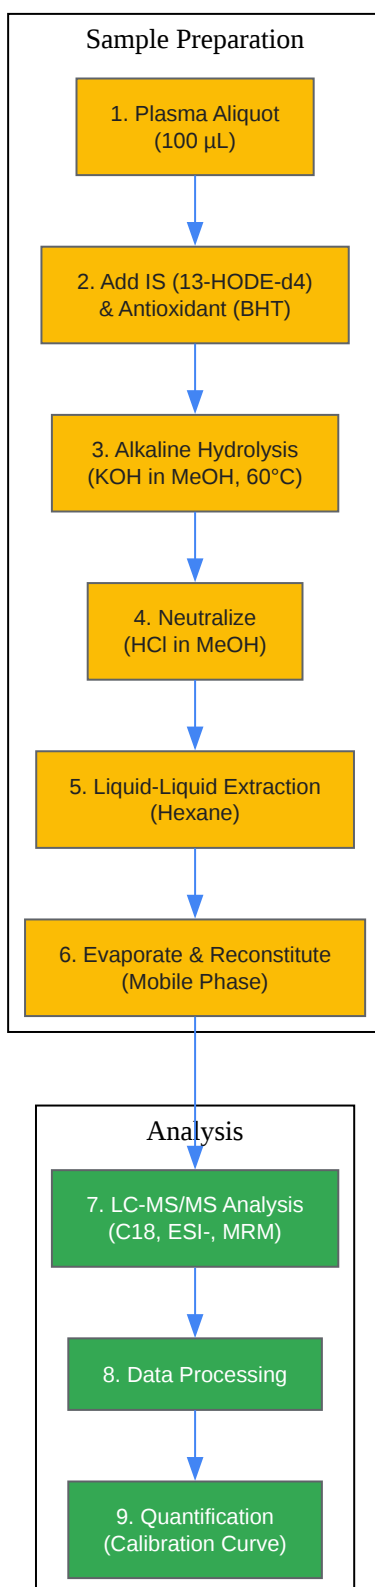 Sample Preparation
1. Plasma Aliquot
(100 µL)
2. Add IS (13-HODE-d4)
& Antioxidant (BHT)
3. Alkaline Hydrolysis
(KOH in MeOH, 60°C)
4. Neutralize
(HCl in MeOH)
5. Liquid-Liquid Extraction
(Hexane)
6. Evaporate & Reconstitute
(Mobile Phase)
Analysis
7. LC-MS/MS Analysis
(C18, ESI-, MRM)
8. Data Processing
9. Quantification
(Calibration Curve)